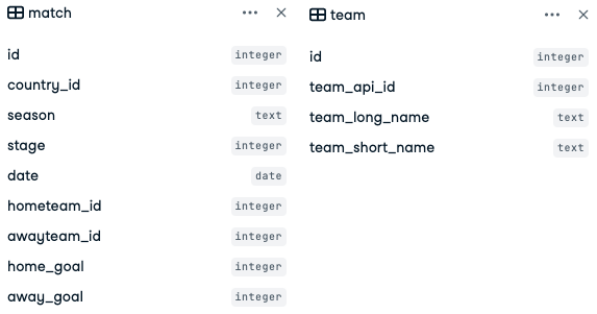 match ... ×
id integer
country_id integer
season text
stage integer
date date
hometeam_id integer
awayteam_id integer
home_goal integer
away_goal integer
team ... ×
id integer
team_api_id integer
team_long_name text
team_short_name text